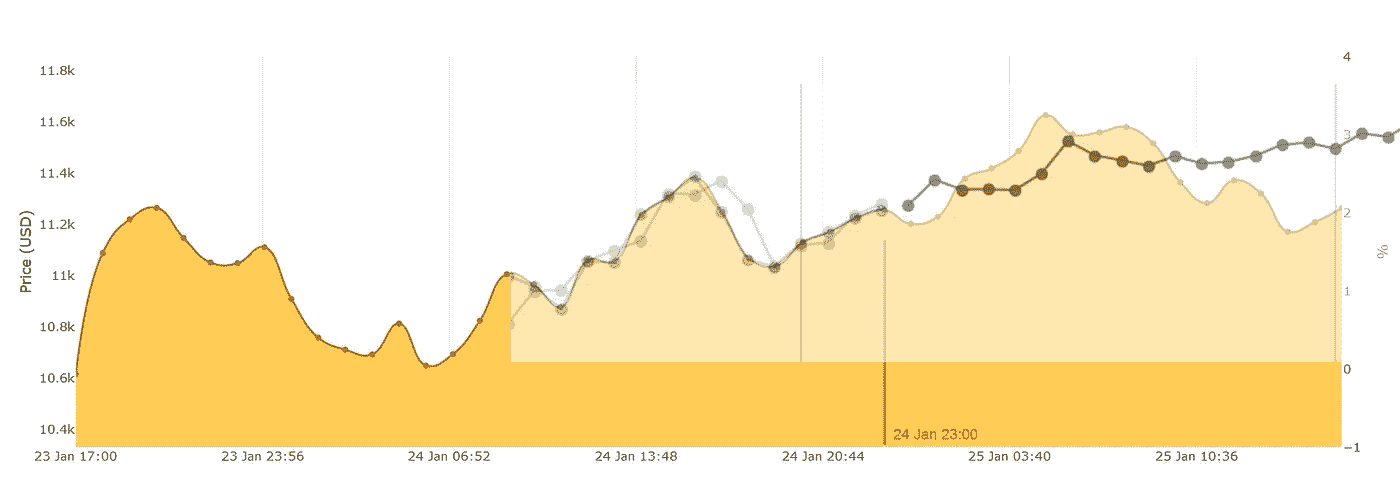 11.8k
11.6k
11.4k
11.2k
11k
10.8k
10.6k
10.4k
Price (USD)
4
3
2
1
0
−1
%
24 Jan 23:00
23 Jan 17:00
23 Jan 23:56
24 Jan 06:52
24 Jan 13:48
24 Jan 20:44
25 Jan 03:40
25 Jan 10:36